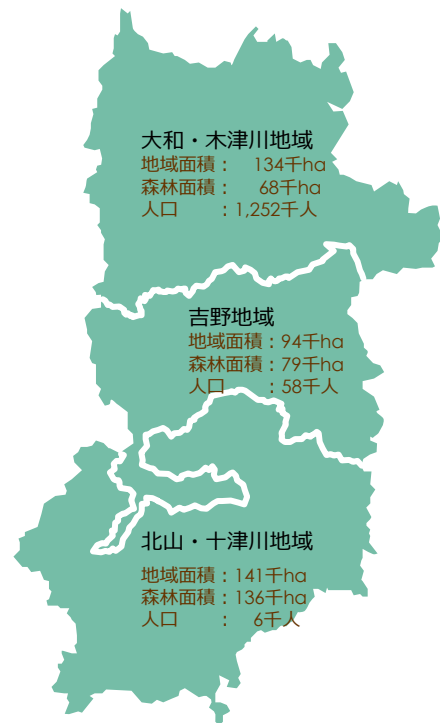 大和・木津川地域
地域面積： 134千ha
森林面積： 68千ha
人口 ：1,252千人
吉野地域
地域面積：94千ha
森林面積：79千ha
人口 ：58千人
北山・十津川地域
地域面積：141千ha
森林面積：136千ha
人口 ： 6千人